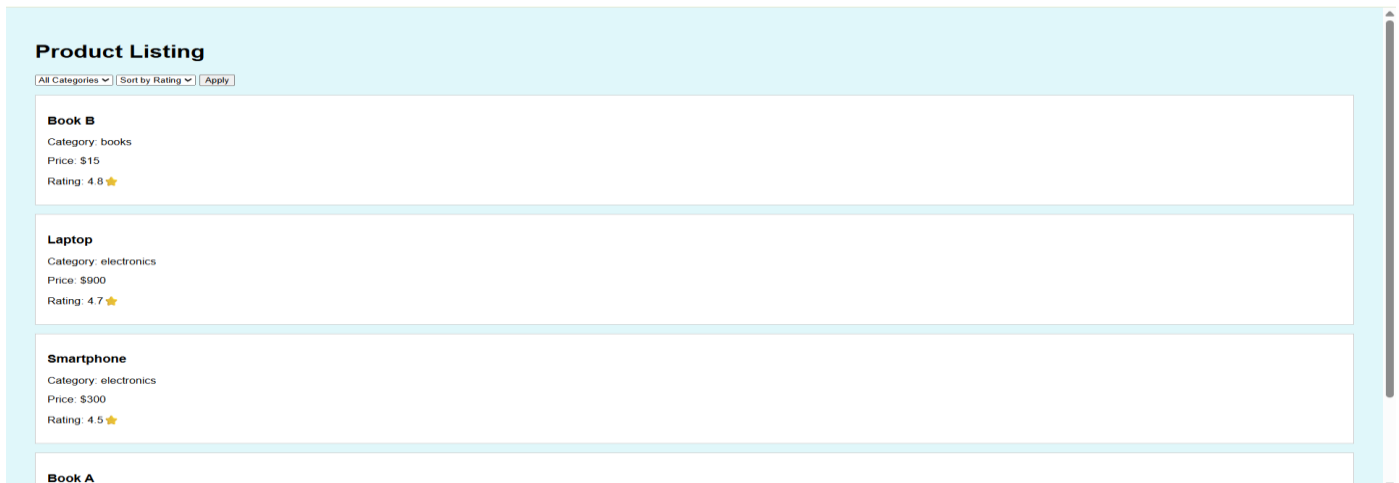 Product Listing
All Categories Sort by Rating Apply
Book B
Category: books
Price: $15
Rating: 4.8⭐
Laptop
Category: electronics
Price: $900
Rating: 4.7⭐
Smartphone
Category: electronics
Price: $300
Rating: 4.5⭐
Book A